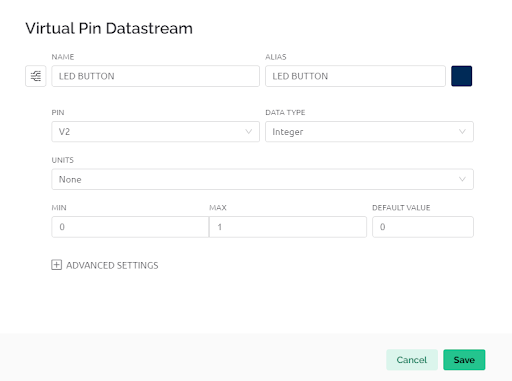 Virtual Pin Datastream
NAME
ALIAS
LED BUTTON
LED BUTTON
PIN
DATA TYPE
V2
Integer
UNITS
None
MIN
MAX
DEFAULT VALUE
0
1
0
ADVANCED SETTINGS
Cancel
Save